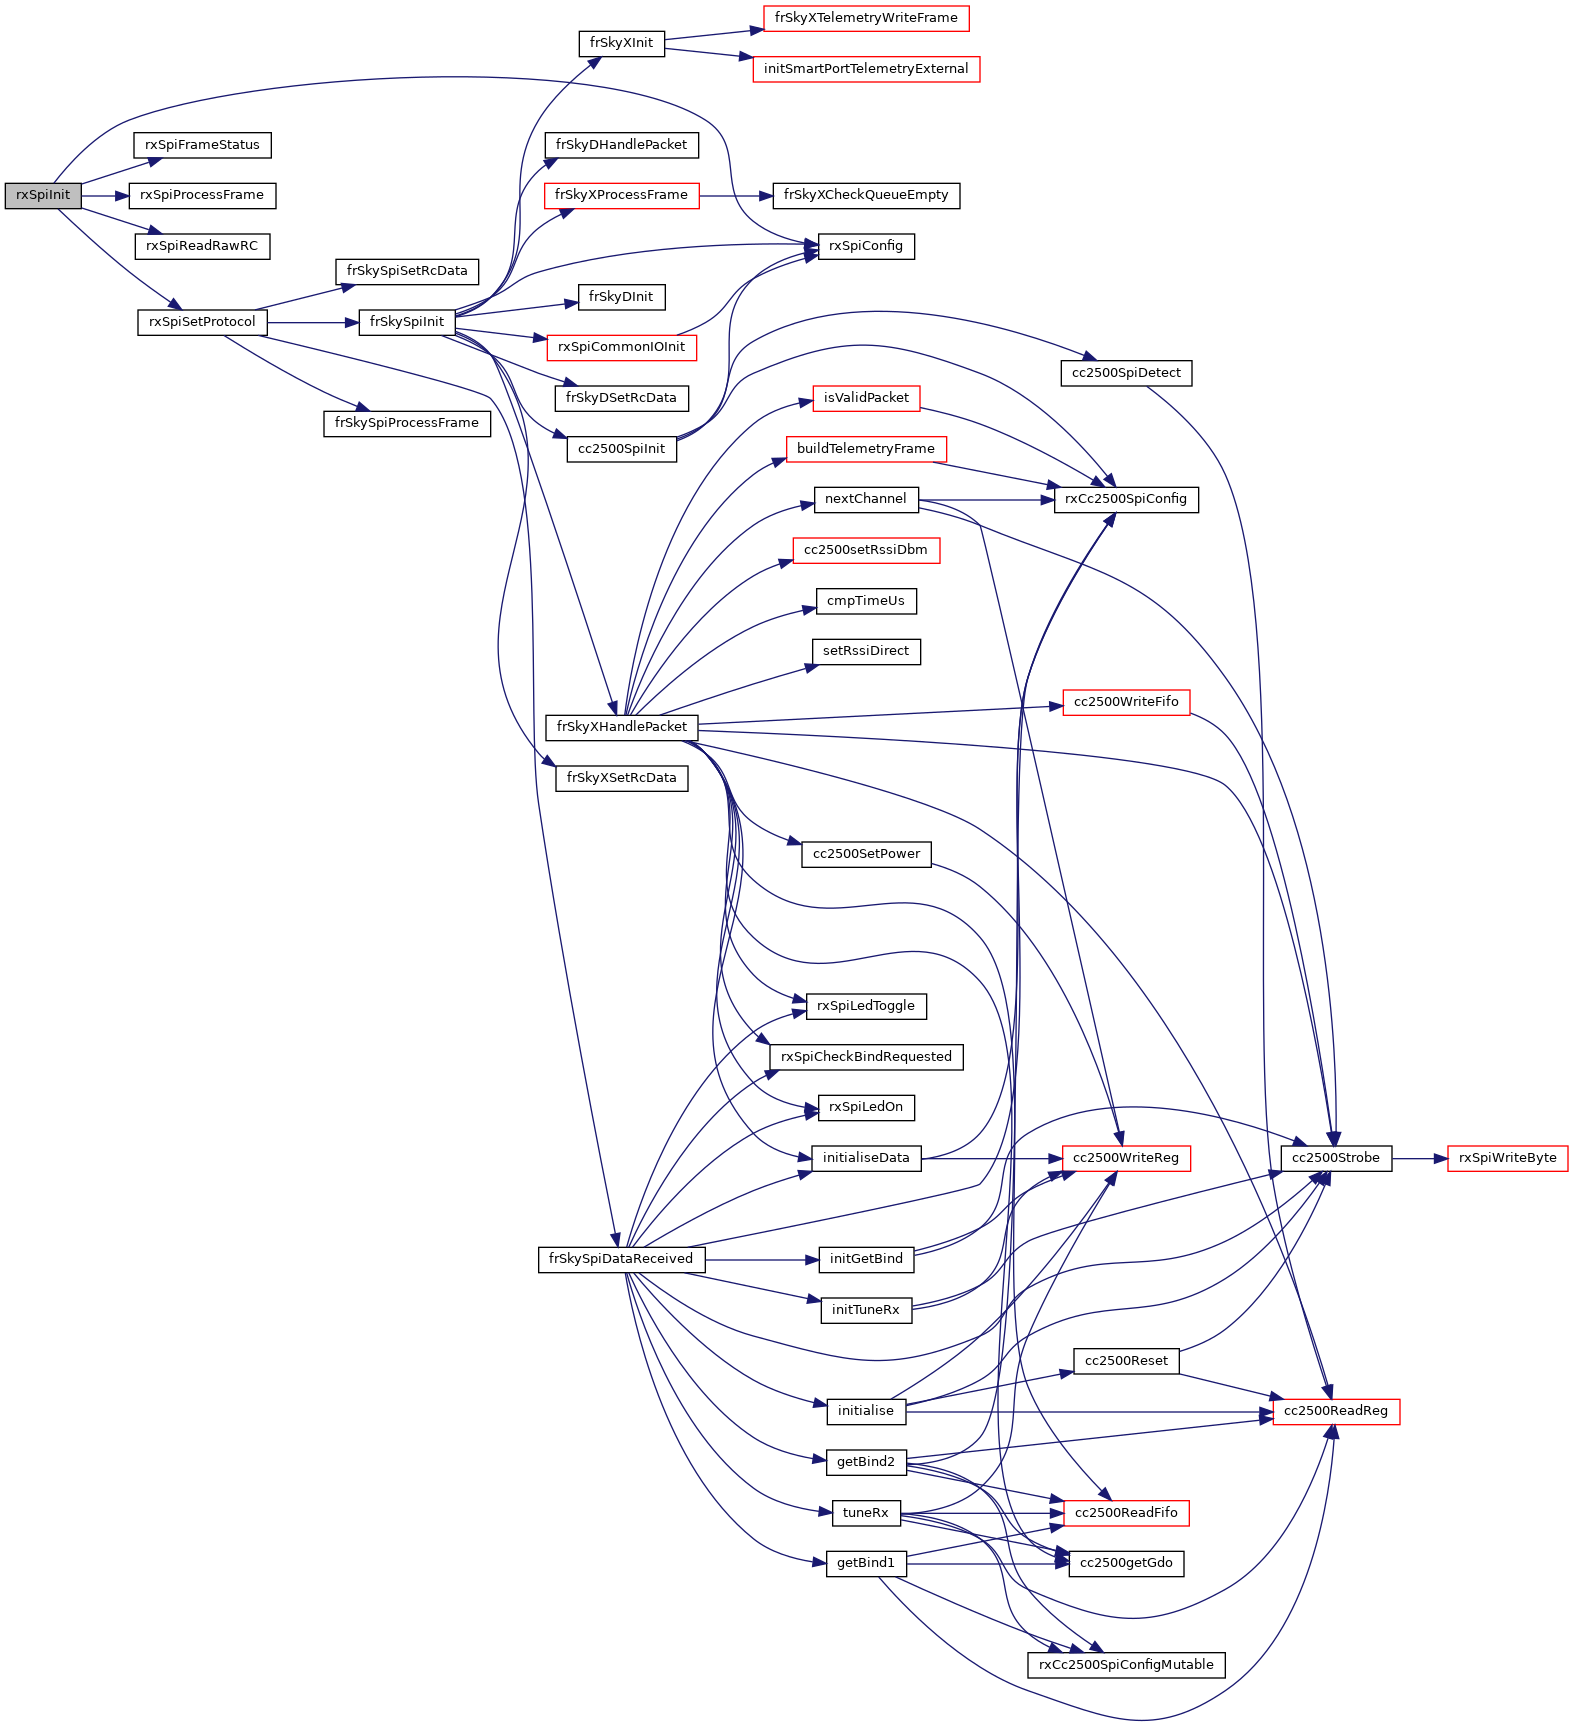 frSkyXTelemetryWriteFrame
frSkyXInit
initSmartPortTelemetryExternal
rxSpiFrameStatus
frSkyDHandlePacket
rxSpiInit
rxSpiProcessFrame
frSkyXProcessFrame
frSkyXCheckQueueEmpty
rxSpiReadRawRC
rxSpiConfig
frSkySpiSetRcData
frSkyDInit
rxSpiSetProtocol
frSkySpiInit
rxSpiCommonIOInit
cc2500SpiDetect
frSkyDSetRcData
isValidPacket
frSkySpiProcessFrame
cc2500SpiInit
buildTelemetryFrame
nextChannel
rxCc2500SpiConfig
cc2500setRssiDbm
cmpTimeUs
setRssiDirect
cc2500WriteFifo
frSkyXHandlePacket
frSkyXSetRcData
cc2500SetPower
rxSpiLedToggle
rxSpiCheckBindRequested
rxSpiLedOn
initialiseData
cc2500WriteReg
cc2500Strobe
rxSpiWriteByte
frSkySpiDataReceived
initGetBind
initTuneRx
cc2500Reset
initialise
cc2500ReadReg
getBind2
tuneRx
cc2500ReadFifo
getBind1
cc2500getGdo
rxCc2500SpiConfigMutable